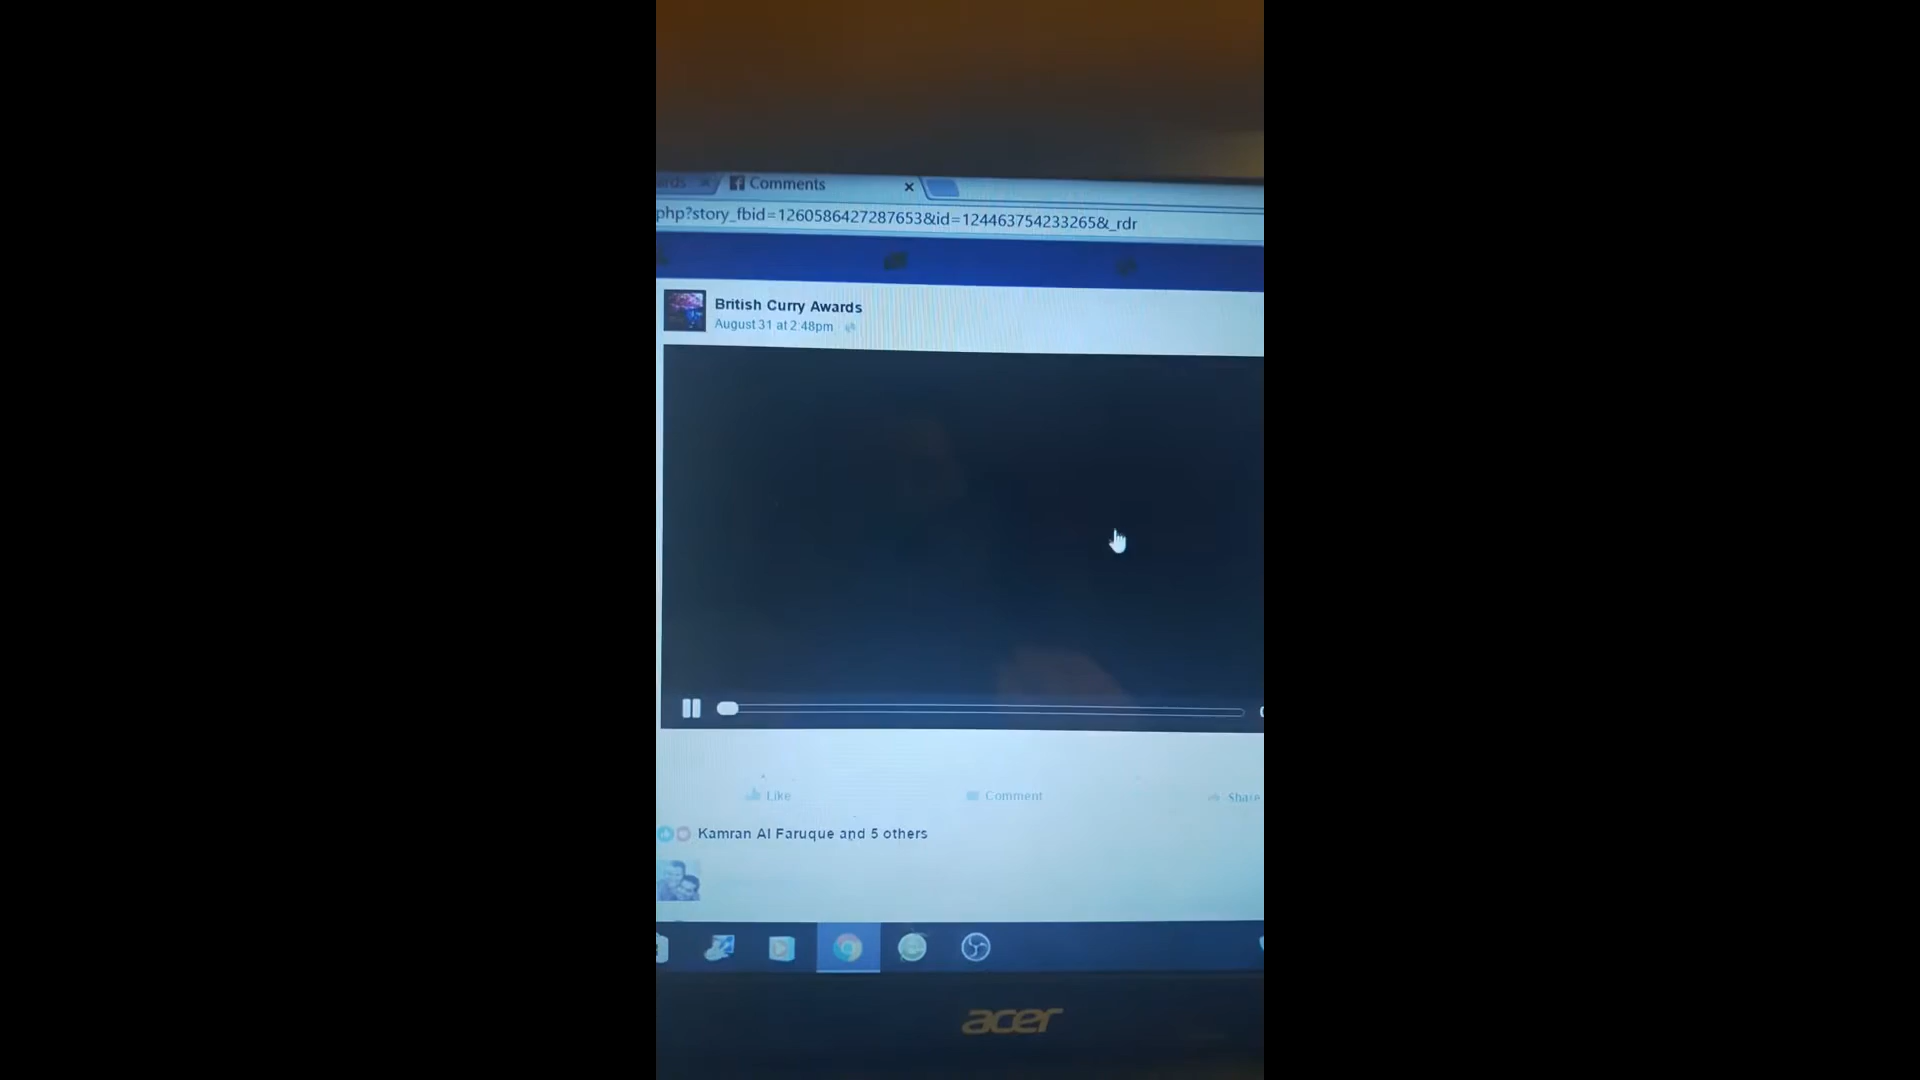 Comments
php?story_fbid=1260586427287653&id=124463754233265&_rdr
British Curry Awards
August 31 at 2:48pm
Like Comment Share
Kamran Al Faruque and 5 others
acer